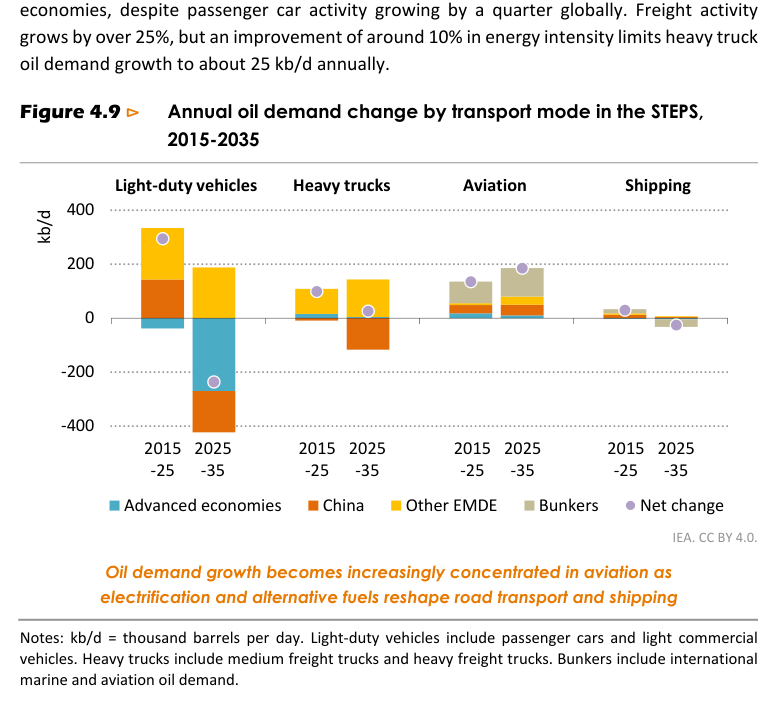 economies, despite passenger car activity growing by a quarter globally. Freight activity
grows by over 25%, but an improvement of around 10% in energy intensity limits heavy truck
oil demand growth to about 25 kb/d annually.
Figure 4.9 ▻ Annual oil demand change by transport mode in the STEPS,
2015-2035
Light-duty vehicles Heavy trucks Aviation Shipping
kb/d
400
200
0
-200
-400
2015 2025 2015 2025 2015 2025 2015 2025
-25 -35 -25 -35 -25 -35 -25 -35
Advanced economies China Other EMDE Bunkers Net change
IEA. CC BY 4.0.
Oil demand growth becomes increasingly concentrated in aviation as
electrification and alternative fuels reshape road transport and shipping
Notes: kb/d = thousand barrels per day. Light-duty vehicles include passenger cars and light commercial
vehicles. Heavy trucks include medium freight trucks and heavy freight trucks. Bunkers include international
marine and aviation oil demand.